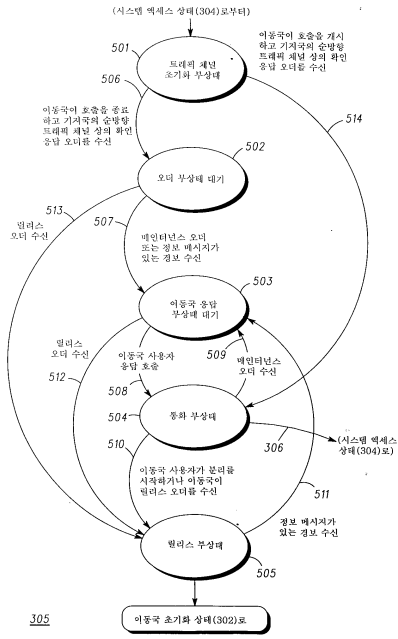 (시스템 엑세스 상태(304)로부터)
501
트래픽 채널
초기화 부상태
이동국이 호출을 개시
하고 기지국의 순방향
트래픽 채널 상의 확인
응답 오더를 수신
506
514
이동국이 호출을 종료
하고 기지국의 순방향
트래픽 채널 상의 확인
응답 오더를 수신
502
오더 부상태 대기
513
릴리스
오더 수신
507
메인터넌스 오더
또는 정보 메시지가
있는 경보 수신
503
이동국 응답
부상태 대기
릴리스
오더 수신
512
이동국 사용자
응답 호출
508
509
메인터넌스
오더 수신
504
통화 부상태
306
(시스템 엑세스
상태(304)로)
510
이동국 사용자가 분리를
시작하거나 이동국이
릴리스 오더를 수신
511
정보 메시지가
있는 경보 수신
릴리스 부상태
505
이동국 초기화 상태(302)로
305